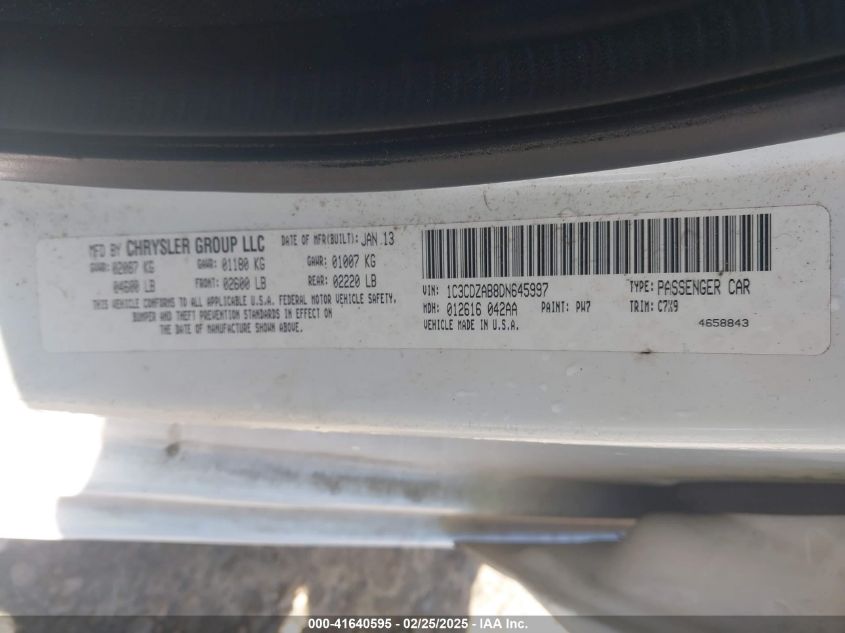 MFD BY CHRYSLER GROUP LLC DATE OF MFR(BUILT): JAN 13
GVWR: 02087 KG GAWR: 01180 KG GAWR: 01007 KG
04600 LB FRONT: 02600 LB REAR: 02220 LB
THIS VEHICLE CONFORMS TO ALL APPLICABLE U.S.A. FEDERAL MOTOR VEHICLE SAFETY,
BUMPER AND THEFT PREVENTION STANDARDS IN EFFECT ON
THE DATE OF MANUFACTURE SHOWN ABOVE.
VIN: 1C3CDZAB8DN645997 TYPE: PASSENGER CAR
MDH: 012616 042AA PAINT: PW7 TRIM: C7X9
VEHICLE MADE IN U.S.A. 4658843
000-41640595 - 02/25/2025 - IAA Inc.